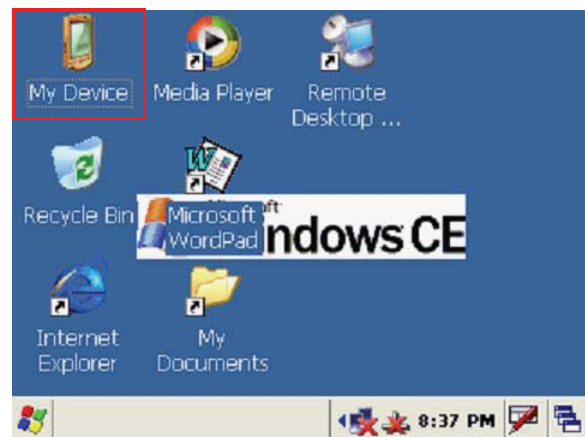 My Device
Media Player
Remote
Desktop ...
Recycle Bin
Microsoft
WordPad
ndows CE
Internet
Explorer
My
Documents
8:37 PM